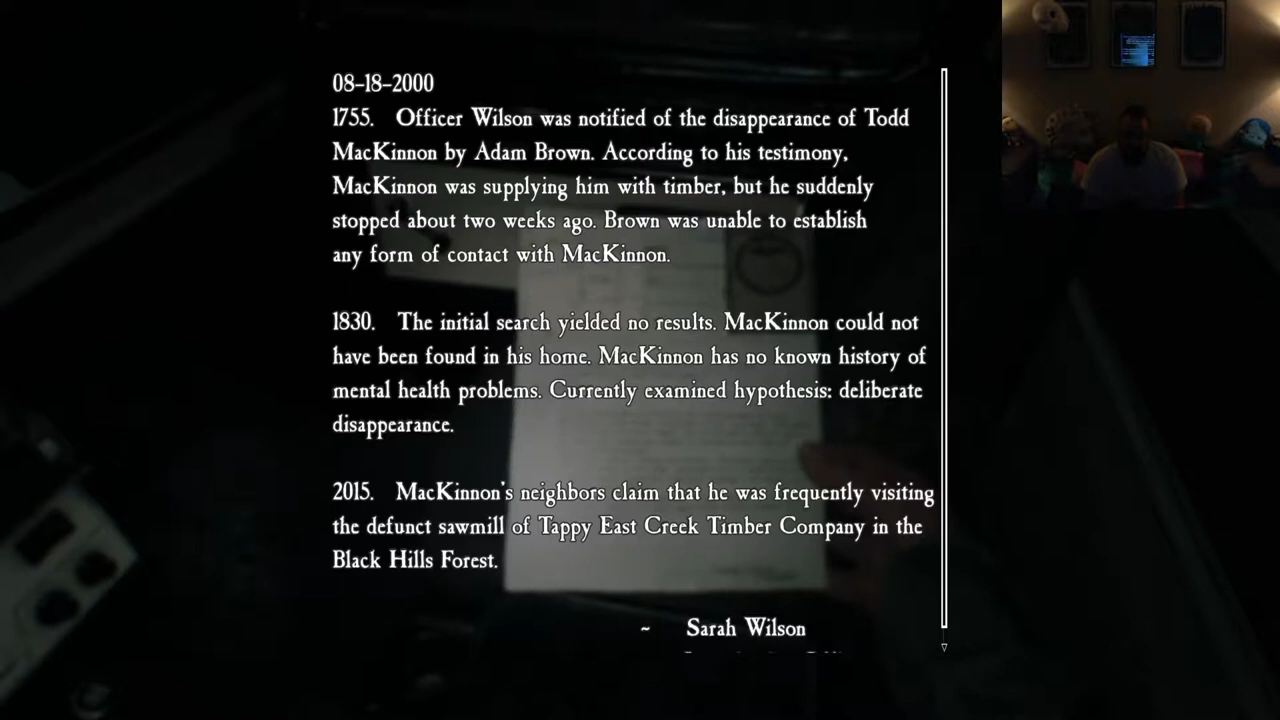 08-18-2000
1755. Officer Wilson was notified of the disappearance of Todd
MacKinnon by Adam Brown. According to his testimony,
MacKinnon was supplying him with timber, but he suddenly
stopped about two weeks ago. Brown was unable to establish
any form of contact with MacKinnon.
1830. The initial search yielded no results. MacKinnon could not
have been found in his home. MacKinnon has no known history of
mental health problems. Currently examined hypothesis: deliberate
disappearance.
2015. MacKinnon's neighbors claim that he was frequently visiting
the defunct sawmill of Tappy East Creek Timber Company in the
Black Hills Forest.
~ Sarah Wilson